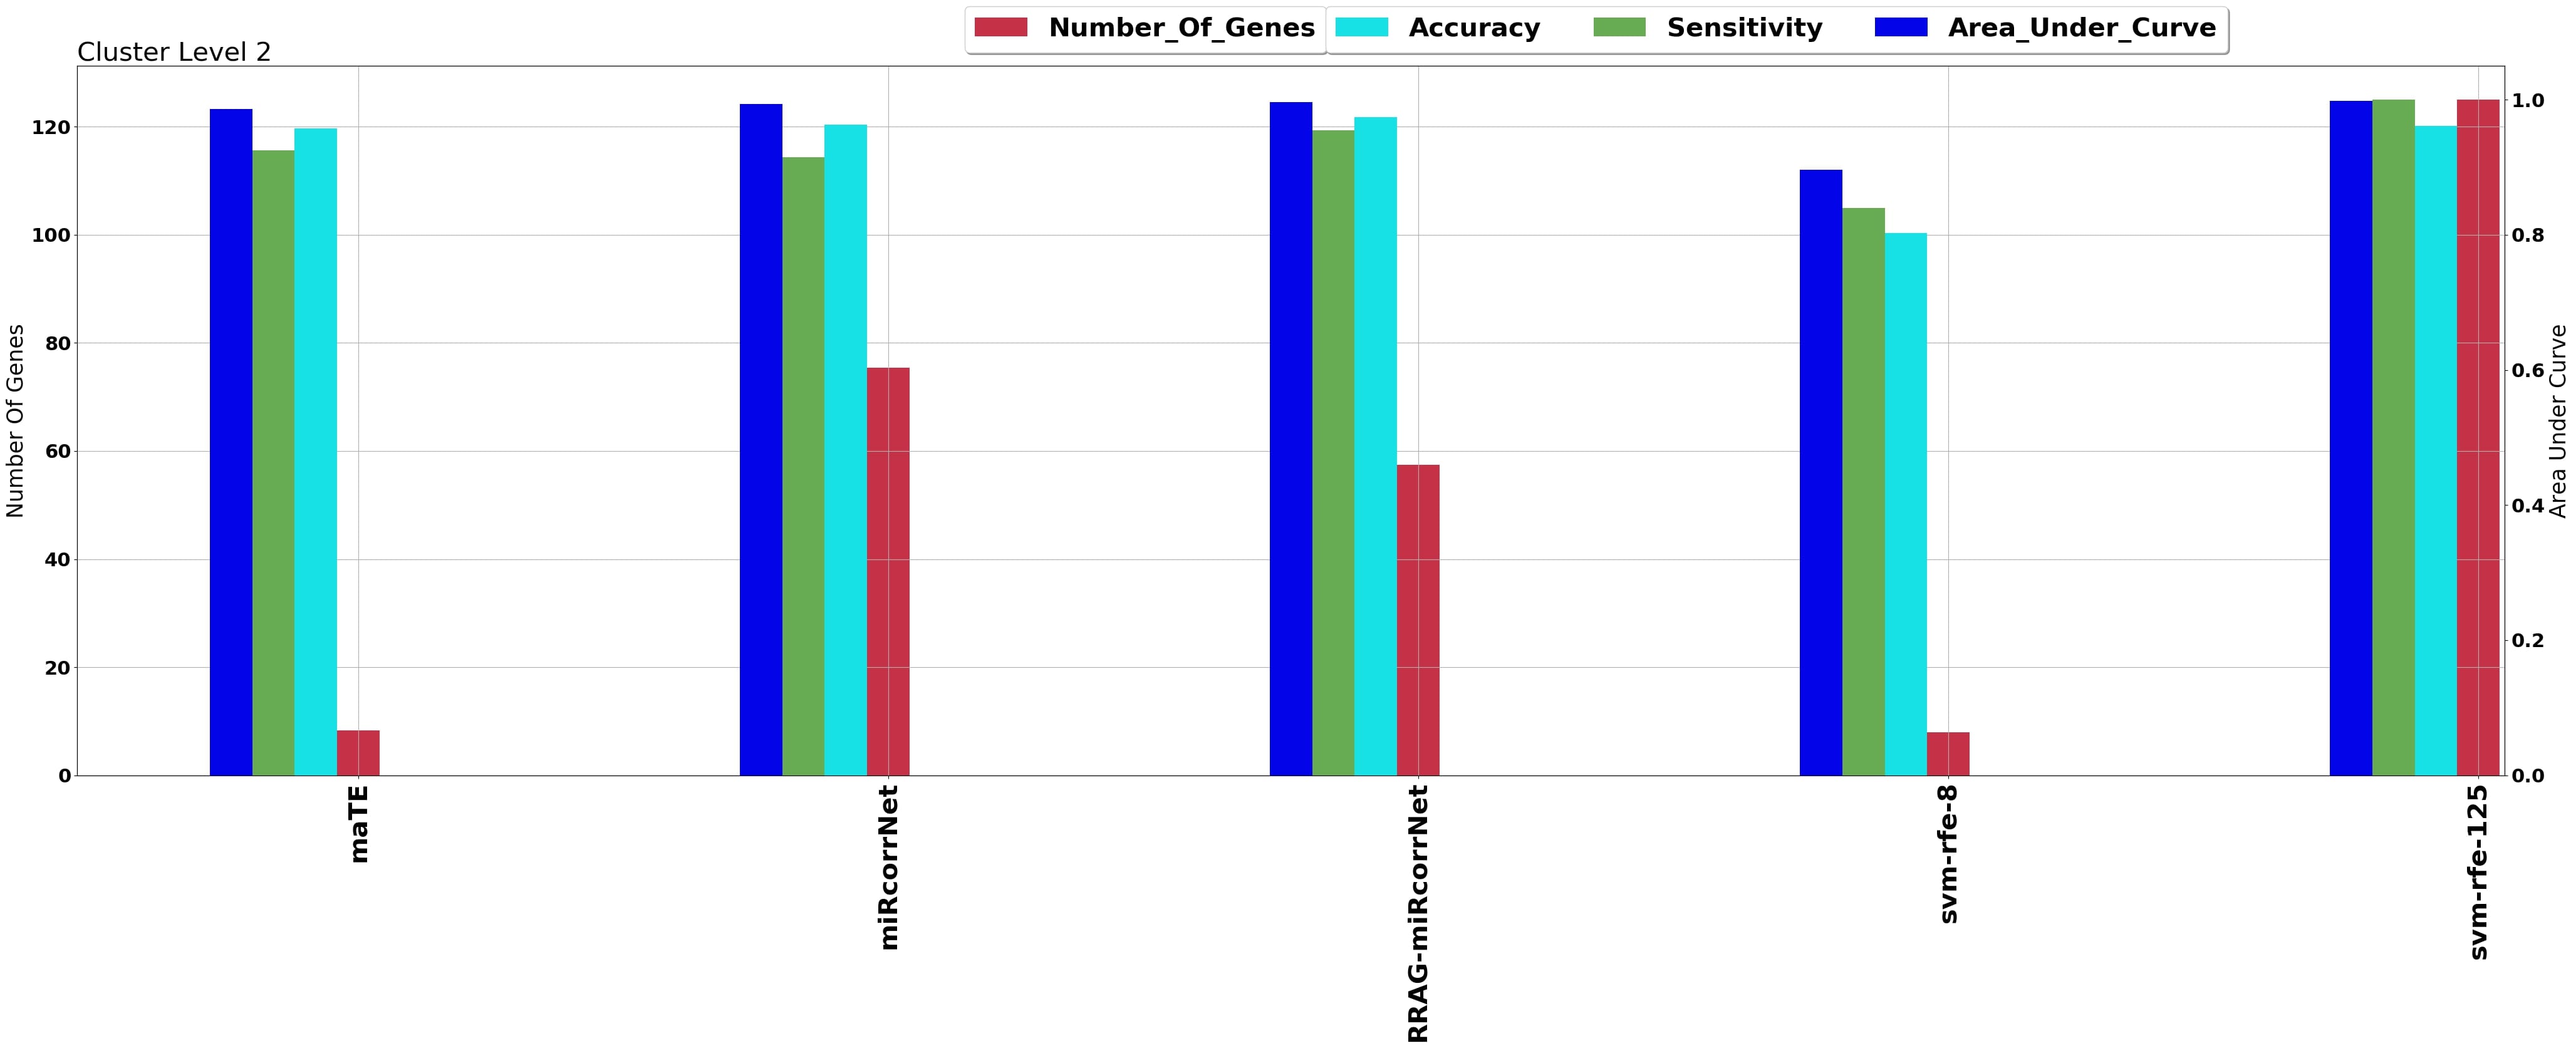 Number_Of_Genes Accuracy Sensitivity Area_Under_Curve
Cluster Level 2
Number Of Genes
120
100
80
60
40
20
0
1.0
0.8
0.6
0.4
0.2
0.0
Area Under Curve
maTE
miRcorrNet
RRAG-miRcorrNet
svm-rfe-8
svm-rfe-125